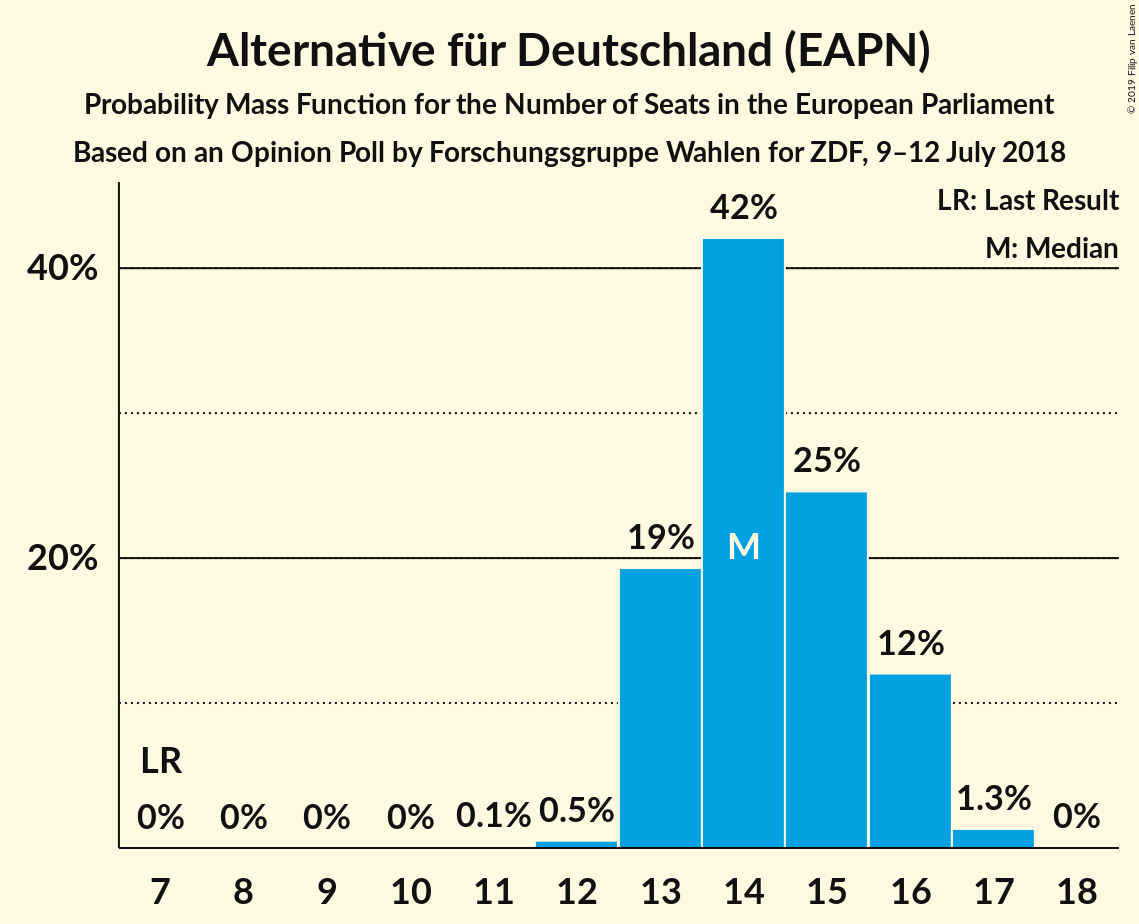 Alternative für Deutschland (EAPN)
Probability Mass Function for the Number of Seats in the European Parliament
Based on an Opinion Poll by Forschungsgruppe Wahlen for ZDF, 9–12 July 2018
© 2019 Filip van Laenen
LR: Last Result
M: Median
42%
40%
25%
19%
M
20%
12%
LR
0% 0% 0% 0% 0.1% 0.5% 1.3% 0%
7 8 9 10 11 12 13 14 15 16 17 18